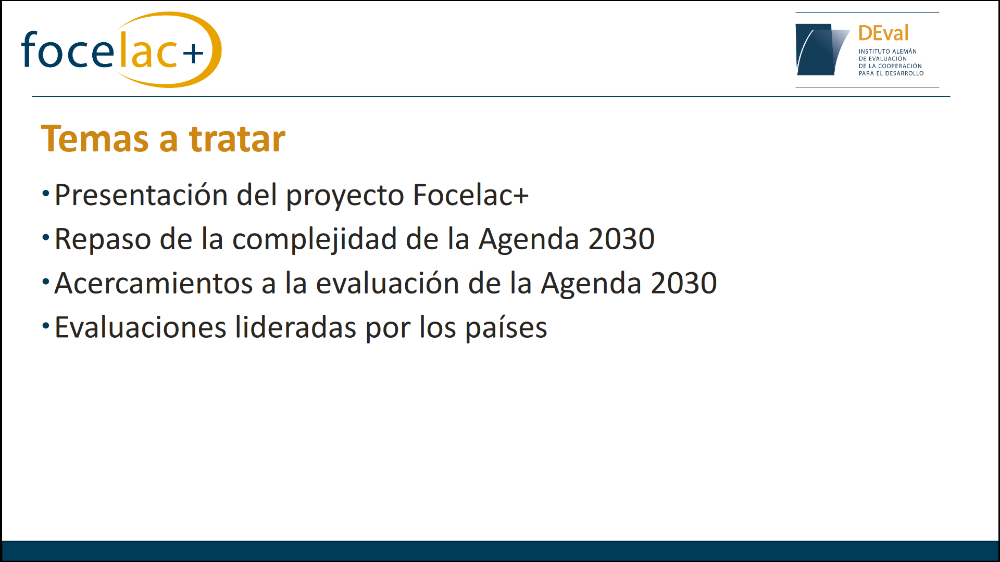 focelac+
DEval
INSTITUTO ALEMÁN
DE EVALUACIÓN
DE LA COOPERACIÓN
PARA EL DESARROLLO
Temas a tratar
• Presentación del proyecto Focelac+
• Repaso de la complejidad de la Agenda 2030
• Acercamientos a la evaluación de la Agenda 2030
• Evaluaciones lideradas por los países